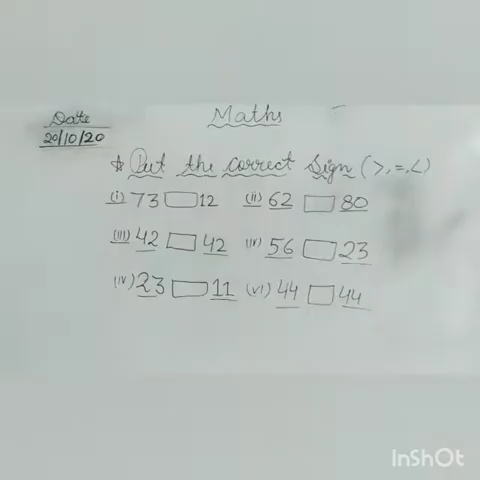 Date
20/10/20
Maths
* Put the correct sign (>, =, <)
(i) 73 □ 12 (ii) 62 □ 80
(iii) 42 □ 42 (iv) 56 □ 23
(iv) 23 □ 11 (vi) 44 □ 44
InShOt